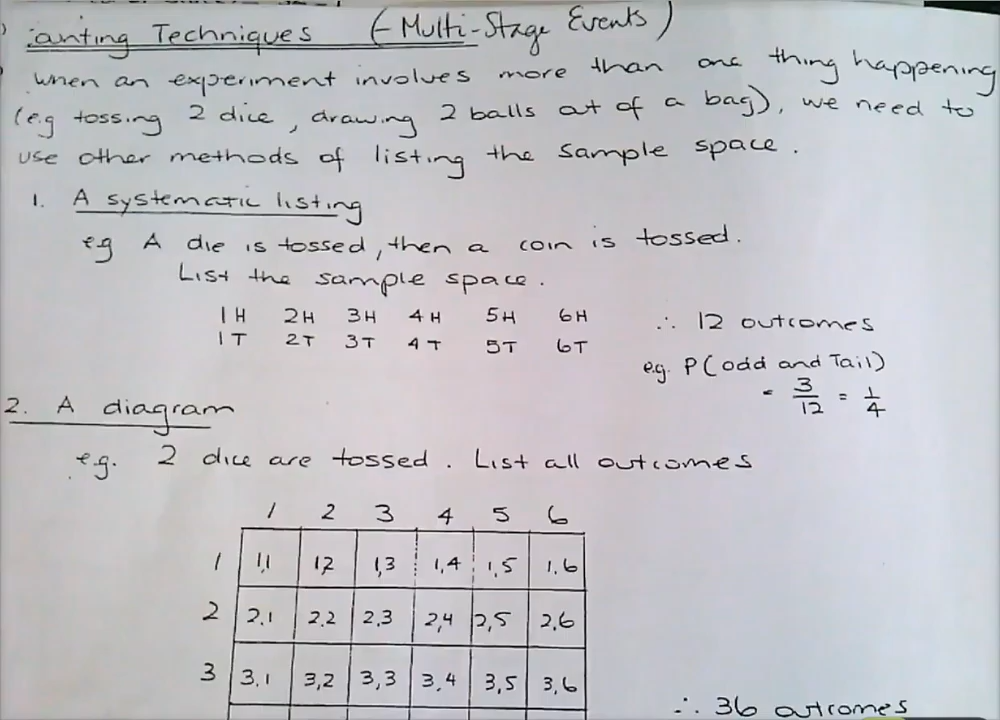 anting Techniques (-Multi-Stage Events)
when an experiment involves more than one thing happening
(e.g tossing 2 dice, drawing 2 balls out of a bag), we need to
use other methods of listing the sample space.
1. A systematic listing
eg A die is tossed, then a coin is tossed.
List the sample space.
1H 2H 3H 4H 5H 6H
1T 2T 3T 4T 5T 6T
∴ 12 outcomes
e.g. P(odd and Tail)
= 3/12 = 1/4
2. A diagram
e.g. 2 dice are tossed. List all outcomes
1 2 3 4 5 6
1 1,1 1,2 1,3 1,4 1,5 1,6
2 2,1 2,2 2,3 2,4 2,5 2,6
3 3,1 3,2 3,3 3,4 3,5 3,6
∴ 36 outcomes